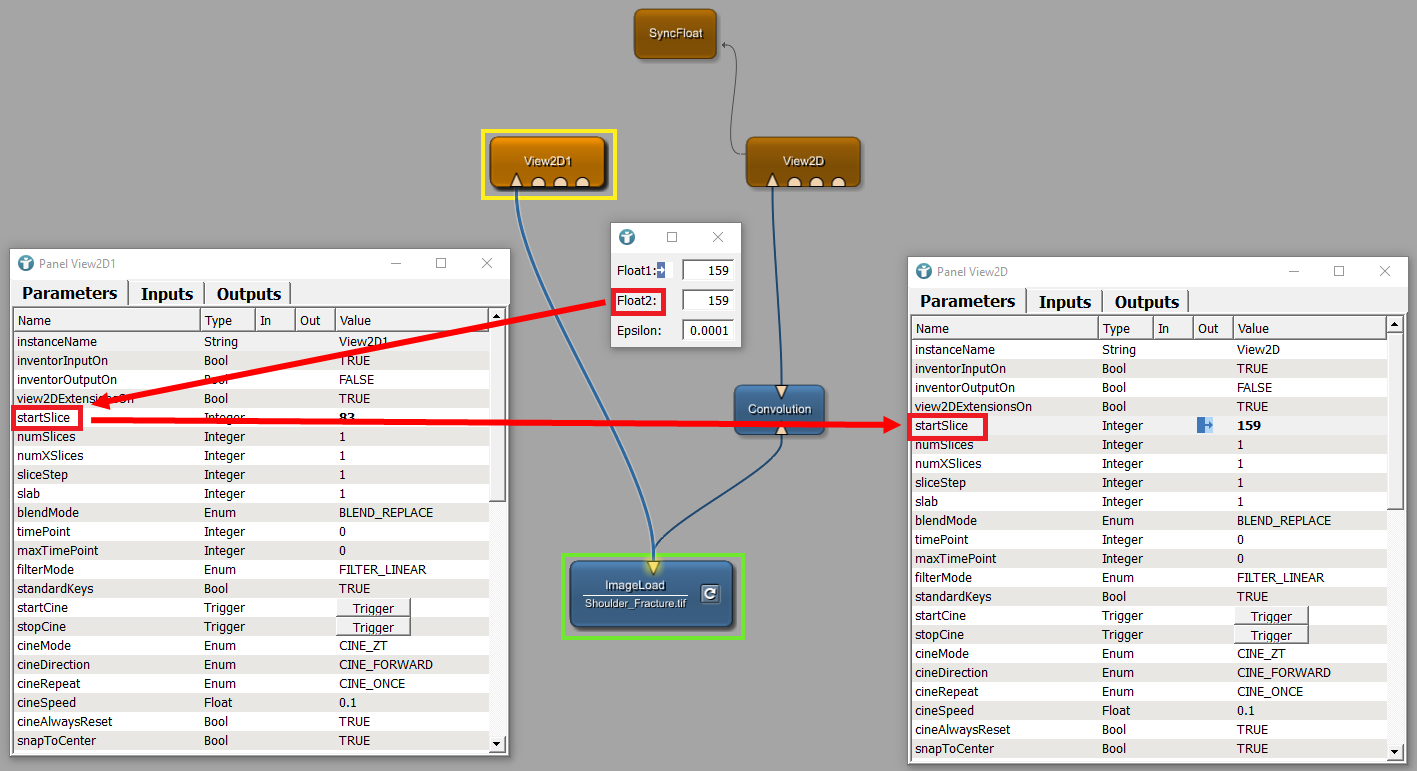 SyncFloat
View2D1
View2D
Float1: 159
Float2: 159
Epsilon: 0.0001
Convolution
ImageLoad
Shoulder_Fracture.tif
Panel View2D1
Parameters Inputs Outputs
Name Type In Out Value
instanceName String View2D1
inventorInputOn Bool TRUE
inventorOutputOn Bool FALSE
view2DExtensionsOn Bool TRUE
startSlice Integer 83
numSlices Integer 1
numXSlices Integer 1
sliceStep Integer 1
slab Integer 1
blendMode Enum BLEND_REPLACE
timePoint Integer 0
maxTimePoint Integer 0
filterMode Enum FILTER_LINEAR
standardKeys Bool TRUE
startCine Trigger Trigger
stopCine Trigger Trigger
cineMode Enum CINE_ZT
cineDirection Enum CINE_FORWARD
cineRepeat Enum CINE_ONCE
cineSpeed Float 0.1
cineAlwaysReset Bool TRUE
snapToCenter Bool TRUE
Panel View2D
Parameters Inputs Outputs
Name Type In Out Value
instanceName String View2D
inventorInputOn Bool TRUE
inventorOutputOn Bool FALSE
view2DExtensionsOn Bool TRUE
startSlice Integer 159
numSlices Integer 1
numXSlices Integer 1
sliceStep Integer 1
slab Integer 1
blendMode Enum BLEND_REPLACE
timePoint Integer 0
maxTimePoint Integer 0
filterMode Enum FILTER_LINEAR
standardKeys Bool TRUE
startCine Trigger Trigger
stopCine Trigger Trigger
cineMode Enum CINE_ZT
cineDirection Enum CINE_FORWARD
cineRepeat Enum CINE_ONCE
cineSpeed Float 0.1
cineAlwaysReset Bool TRUE
snapToCenter Bool TRUE